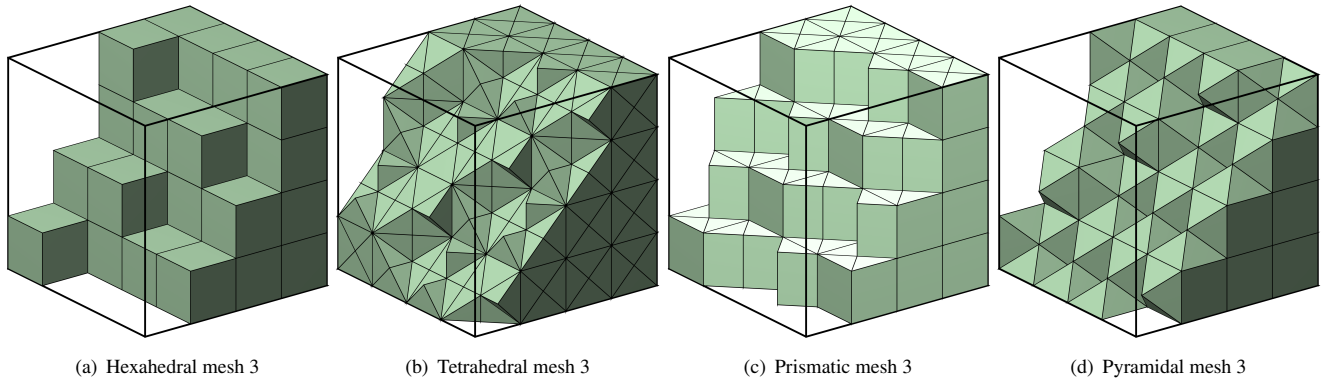 (a) Hexahedral mesh 3
(b) Tetrahedral mesh 3
(c) Prismatic mesh 3
(d) Pyramidal mesh 3